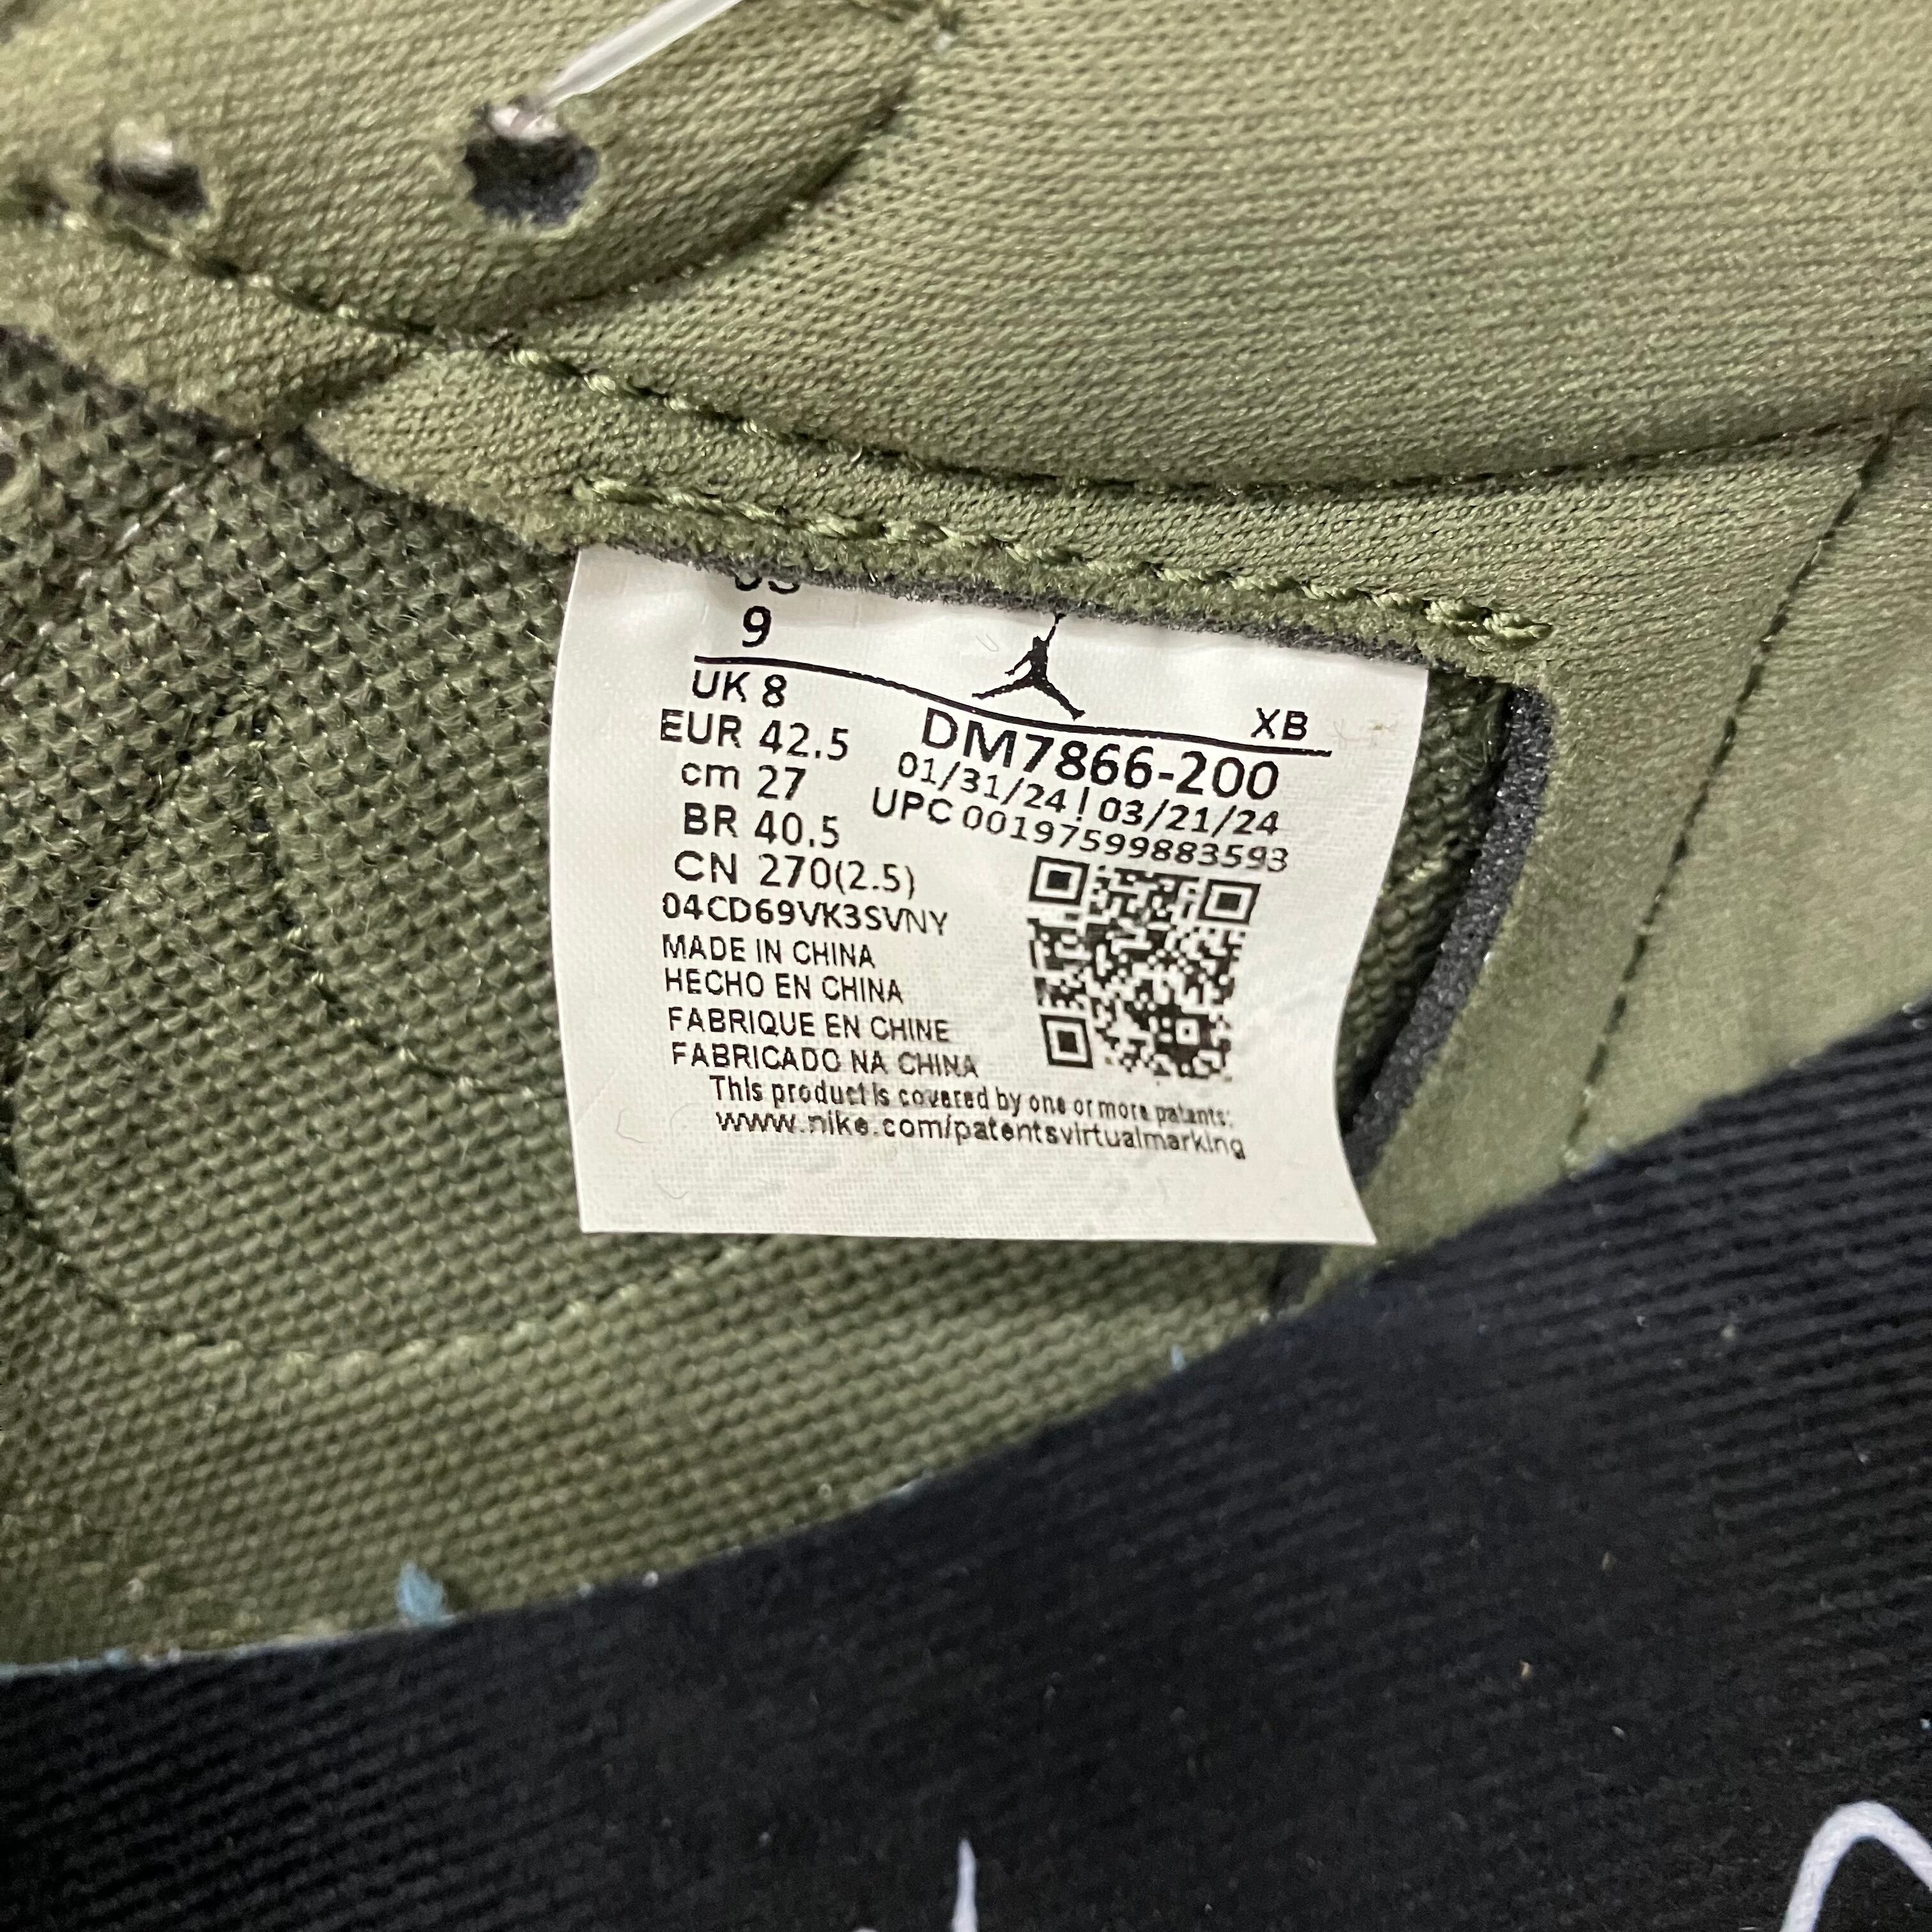 US
9
UK 8
EUR 42.5
cm 27
BR 40.5
CN 270(2.5)
XB
DM7866-200
01/31/24 | 03/21/24
UPC 00197599883593
04CD69VK3SVNY
MADE IN CHINA
HECHO EN CHINA
FABRIQUE EN CHINE
FABRICADO NA CHINA
This product is covered by one or more patents:
www.nike.com/patentsvirtualmarking